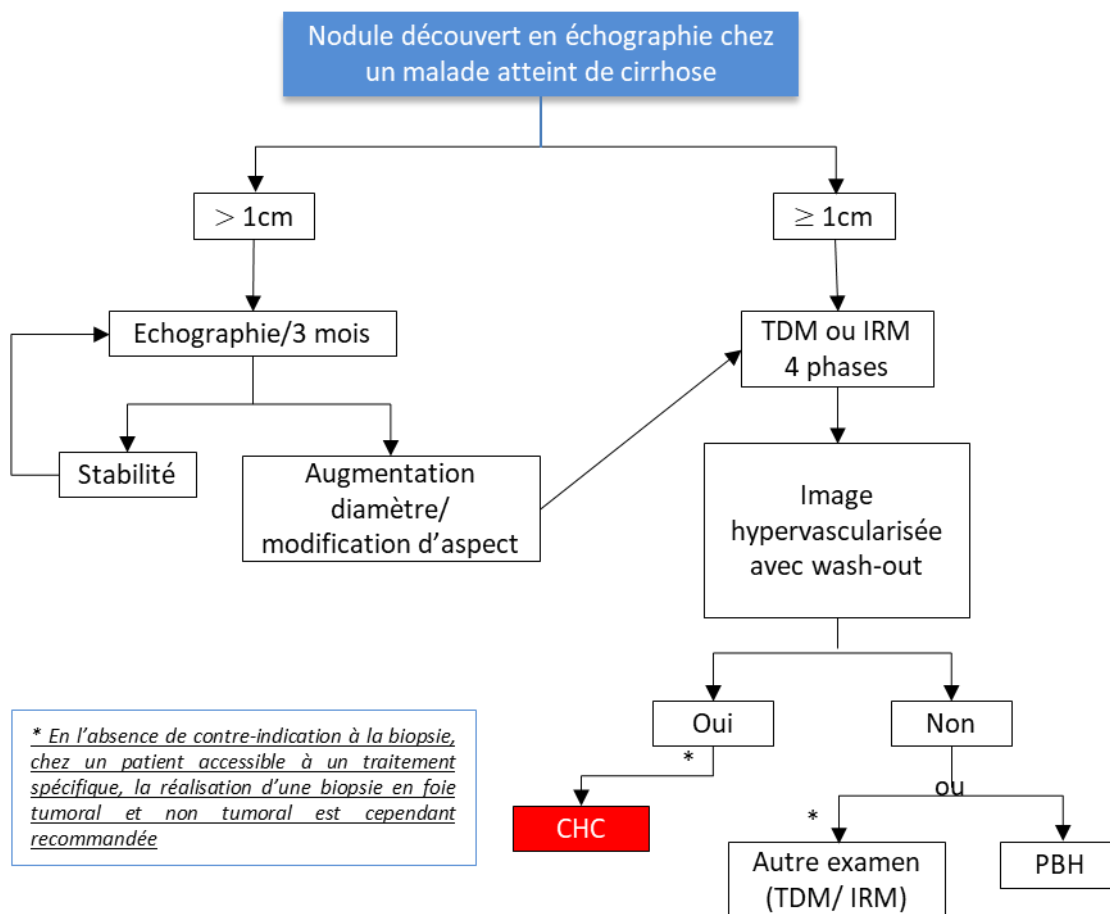 Nodule découvert en échographie chez
un malade atteint de cirrhose
> 1cm
≥ 1cm
Echographie/3 mois
TDM ou IRM
4 phases
Stabilité
Augmentation
diamètre/
modification d'aspect
Image
hypervascularisée
avec wash-out
Oui
Non
*
ou
CHC
*
Autre examen
(TDM/ IRM)
PBH
* En l'absence de contre-indication à la biopsie,
chez un patient accessible à un traitement
spécifique, la réalisation d'une biopsie en foie
tumoral et non tumoral est cependant
recommandée